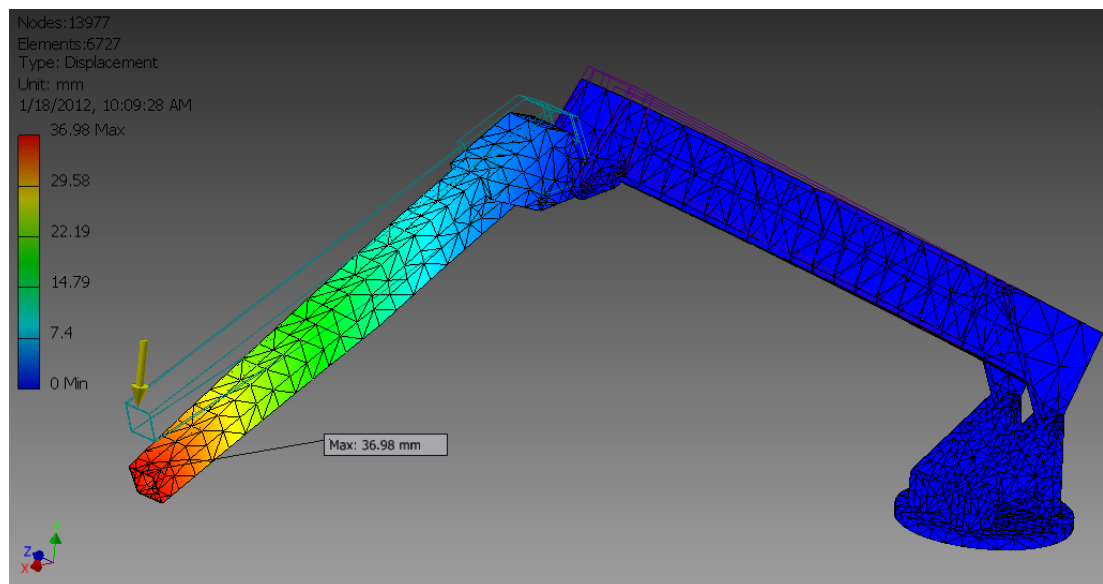 Nodes:13977
Elements:6727
Type: Displacement
Unit: mm
1/18/2012, 10:09:28 AM
36.98 Max
29.58
22.19
14.79
7.4
0 Min
Max: 36.98 mm
Y
Z
X